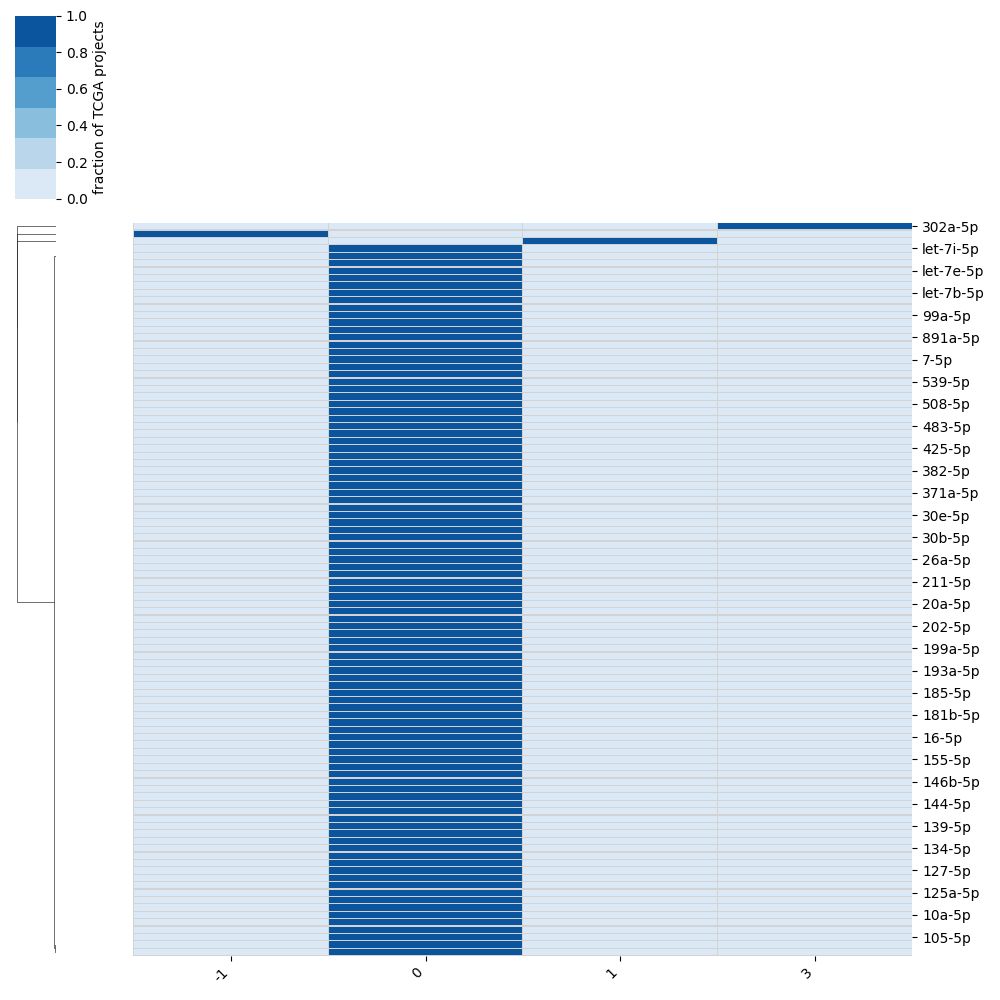 1.0
0.8
0.6
0.4
0.2
0.0
fraction of TCGA projects
302a-5p
let-7i-5p
let-7e-5p
let-7b-5p
99a-5p
891a-5p
7-5p
539-5p
508-5p
483-5p
425-5p
382-5p
371a-5p
30e-5p
30b-5p
26a-5p
211-5p
20a-5p
202-5p
199a-5p
193a-5p
185-5p
181b-5p
16-5p
155-5p
146b-5p
144-5p
139-5p
134-5p
127-5p
125a-5p
10a-5p
105-5p
-1
0
1
3